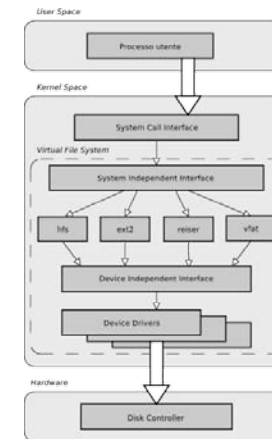 User Space
Processo utente
Kernel Space
System Call Interface
Virtual File System
System Independent Interface
hfs
ext2
reiser
vfat
Device Independent Interface
Device Drivers
Hardware
Disk Controller